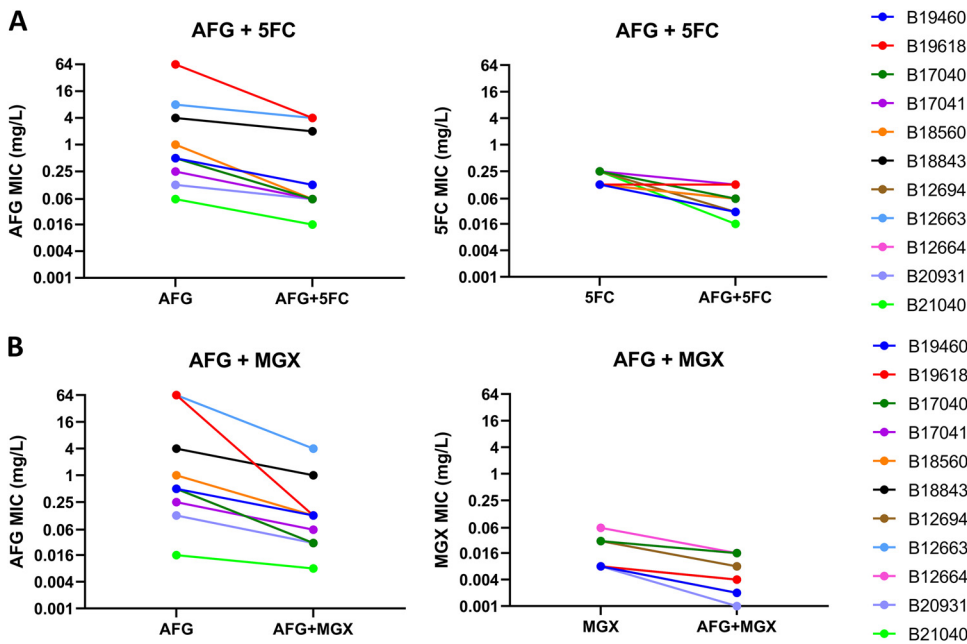 A
AFG + 5FC
AFG MIC (mg/L)
64
16
4
1
0.25
0.06
0.016
0.004
0.001
AFG
AFG+5FC
AFG + 5FC
5FC MIC (mg/L)
64
16
4
1
0.25
0.06
0.016
0.004
0.001
5FC
AFG+5FC
B19460
B19618
B17040
B17041
B18560
B18843
B12694
B12663
B12664
B20931
B21040
B
AFG + MGX
AFG MIC (mg/L)
64
16
4
1
0.25
0.06
0.016
0.004
0.001
AFG
AFG+MGX
AFG + MGX
MGX MIC (mg/L)
64
16
4
1
0.25
0.06
0.016
0.004
0.001
MGX
AFG+MGX
B19460
B19618
B17040
B17041
B18560
B18843
B12694
B12663
B12664
B20931
B21040